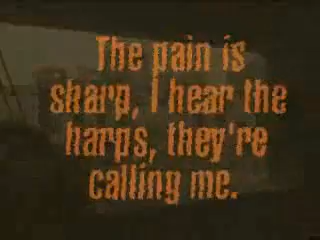 The pain is
sharp, I hear the
harps, they're
calling me.